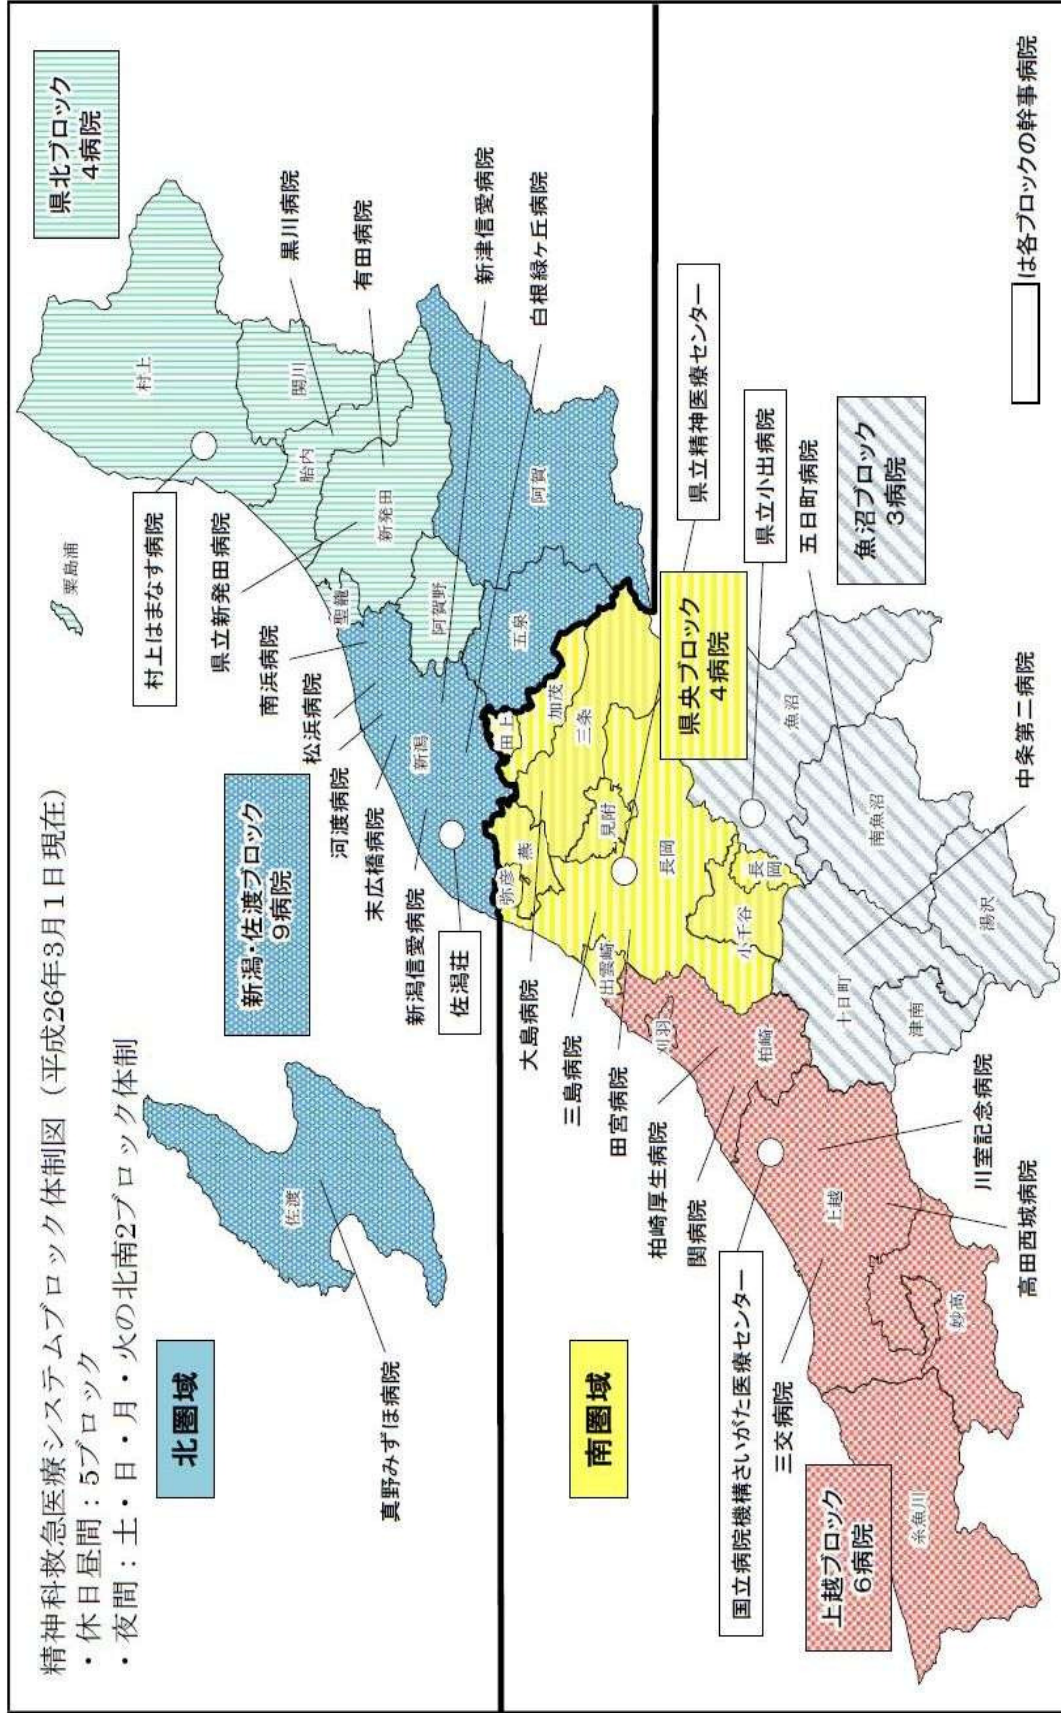 精神科救急医療システムブロック体制図（平成26年3月1日現在）
・休日昼間：5ブロック
・夜間：土・日・月・火の北南2ブロック体制
県北ブロック
4病院
粟島浦
村上
関川
胎内
新発田
聖籠
阿賀野
村上はまなす病院
県立新発田病院
黒川病院
有田病院
新津信愛病院
白根緑ヶ丘病院
南浜病院
松浜病院
河渡病院
末広橋病院
新潟信愛病院
佐潟荘
新潟・佐渡ブロック
9病院
新潟
五泉
阿賀
佐渡
真野みずほ病院
北圏域
南圏域
県立精神医療センター
県央ブロック
4病院
田上
加茂
三条
燕
弥彦
見附
長岡
長岡
小千谷
出雲崎
大島病院
三島病院
田宮病院
県立小出病院
五日町病院
魚沼ブロック
3病院
中条第二病院
魚沼
南魚沼
湯沢
十日町
津南
柏崎厚生病院
関病院
国立病院機構さいがた医療センター
三交病院
川室記念病院
高田西城病院
刈羽
柏崎
上越
妙高
糸魚川
上越ブロック
6病院
は各ブロックの幹事病院